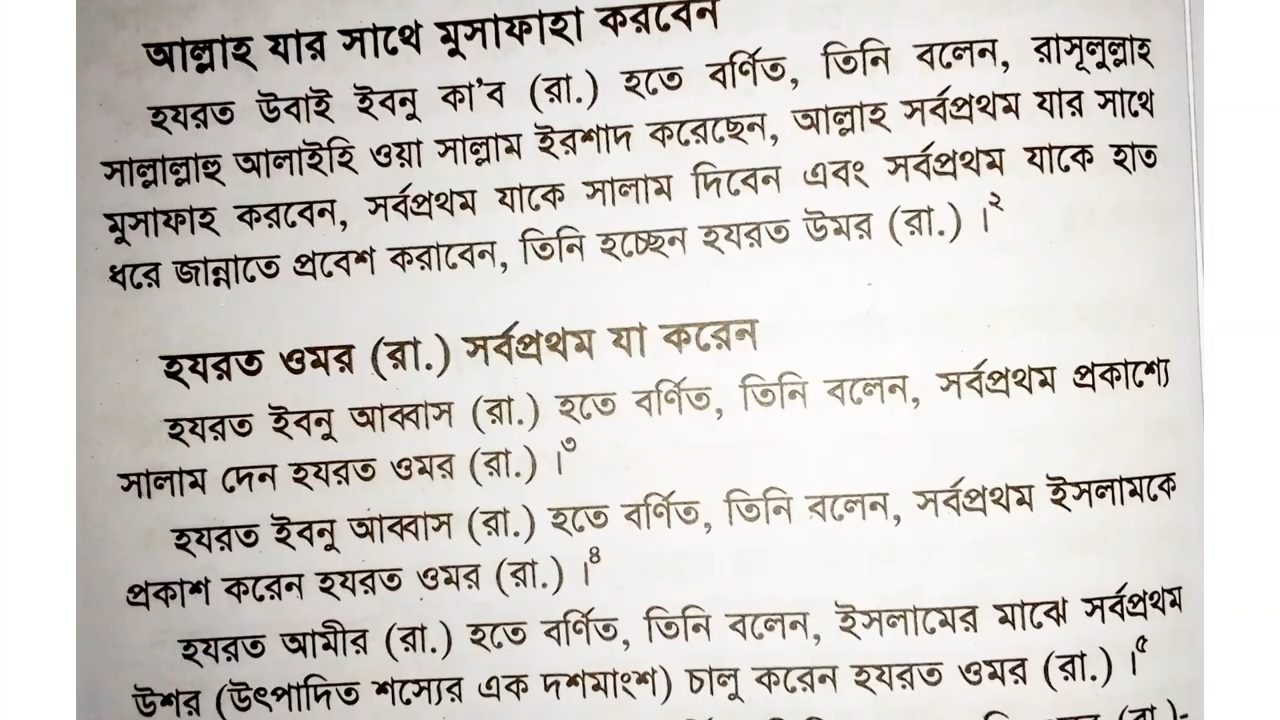 আল্লাহ যার সাথে মুসাফাহা করবেন
হযরত উবাই ইবনু কা'ব (রা.) হতে বর্ণিত, তিনি বলেন, রাসূলুল্লাহ
সাল্লাল্লাহু আলাইহি ওয়া সাল্লাম ইরশাদ করেছেন, আল্লাহ সর্বপ্রথম যার সাথে
মুসাফাহ করবেন, সর্বপ্রথম যাকে সালাম দিবেন এবং সর্বপ্রথম যাকে হাত
ধরে জান্নাতে প্রবেশ করাবেন, তিনি হচ্ছেন হযরত উমর (রা.) ।২
হযরত ওমর (রা.) সর্বপ্রথম যা করেন
হযরত ইবনু আব্বাস (রা.) হতে বর্ণিত, তিনি বলেন, সর্বপ্রথম প্রকাশ্যে
সালাম দেন হযরত ওমর (রা.) ।৩
হযরত ইবনু আব্বাস (রা.) হতে বর্ণিত, তিনি বলেন, সর্বপ্রথম ইসলামকে
প্রকাশ করেন হযরত ওমর (রা.) ।৪
হযরত আমীর (রা.) হতে বর্ণিত, তিনি বলেন, ইসলামের মাঝে সর্বপ্রথম
উশর (উৎপাদিত শস্যের এক দশমাংশ) চালু করেন হযরত ওমর (রা.) ।৫
(রা.)-